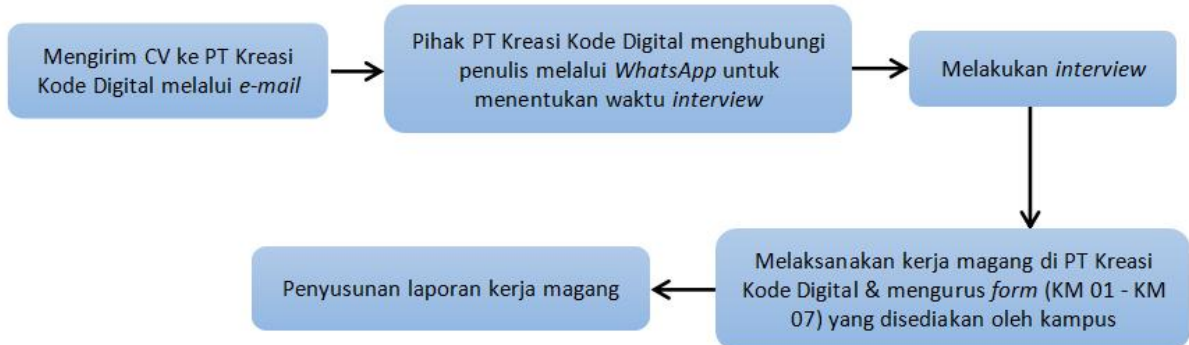 Mengirim CV ke PT Kreasi
Kode Digital melalui e-mail
Pihak PT Kreasi Kode Digital menghubungi
penulis melalui WhatsApp untuk
menentukan waktu interview
Melakukan interview
Melaksanakan kerja magang di PT Kreasi
Kode Digital & mengurus form (KM 01 - KM
07) yang disediakan oleh kampus
Penyusunan laporan kerja magang